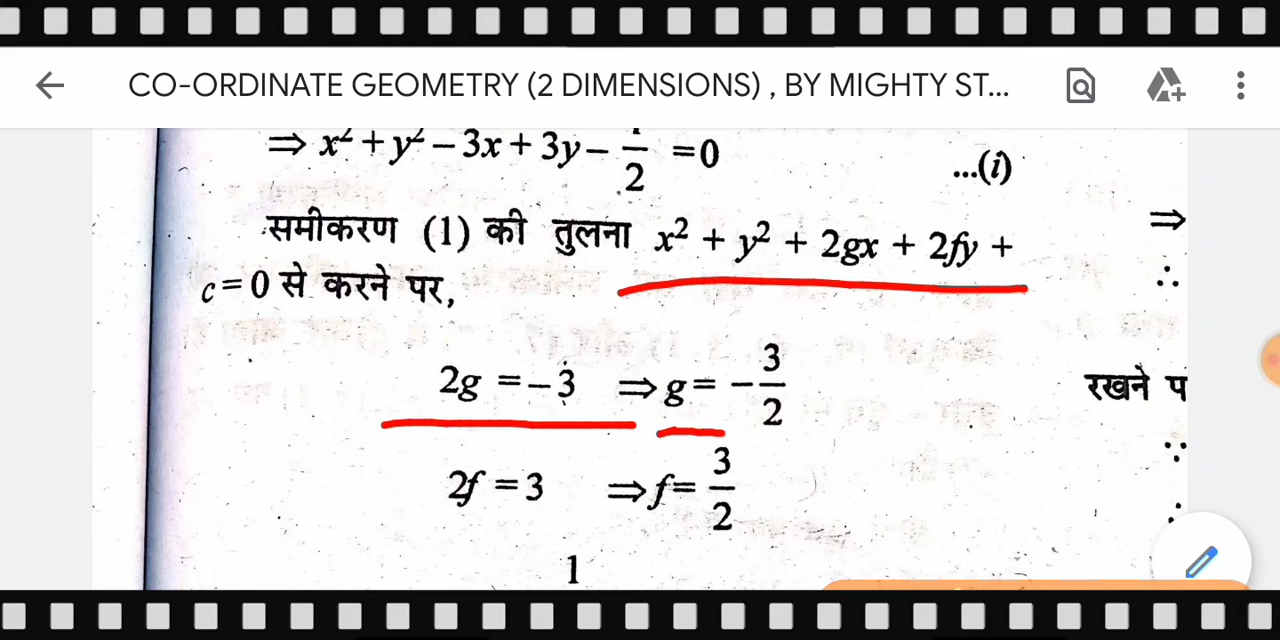 CO-ORDINATE GEOMETRY (2 DIMENSIONS) , BY MIGHTY ST...
⇒ x² + y² − 3x + 3y − 1/2 = 0 ...(i)
समीकरण (1) की तुलना x² + y² + 2gx + 2fy +
c = 0 से करने पर,
2g = −3 ⇒ g = −3/2
रखने प
2f = 3 ⇒ f = 3/2
1